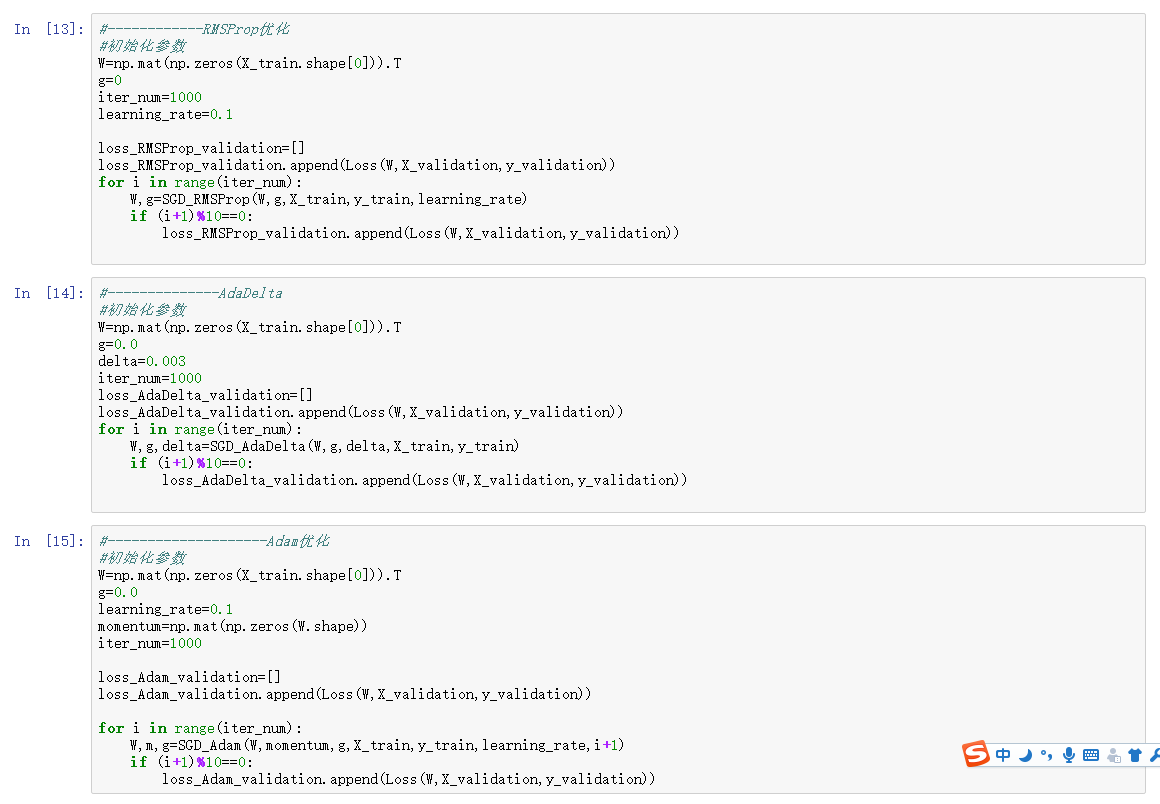 In [13]:
#------------RMSProp优化
#初始化参数
W=np.mat(np.zeros(X_train.shape[0])).T
g=0
iter_num=1000
learning_rate=0.1
loss_RMSProp_validation=[]
loss_RMSProp_validation.append(Loss(W,X_validation,y_validation))
for i in range(iter_num):
    W,g=SGD_RMSProp(W,g,X_train,y_train,learning_rate)
    if (i+1)%10==0:
        loss_RMSProp_validation.append(Loss(W,X_validation,y_validation))
In [14]:
#--------------AdaDelta
#初始化参数
W=np.mat(np.zeros(X_train.shape[0])).T
g=0.0
delta=0.003
iter_num=1000
loss_AdaDelta_validation=[]
loss_AdaDelta_validation.append(Loss(W,X_validation,y_validation))
for i in range(iter_num):
    W,g,delta=SGD_AdaDelta(W,g,delta,X_train,y_train)
    if (i+1)%10==0:
        loss_AdaDelta_validation.append(Loss(W,X_validation,y_validation))
In [15]:
#--------------------Adam优化
#初始化参数
W=np.mat(np.zeros(X_train.shape[0])).T
g=0.0
learning_rate=0.1
momentum=np.mat(np.zeros(W.shape))
iter_num=1000
loss_Adam_validation=[]
loss_Adam_validation.append(Loss(W,X_validation,y_validation))
for i in range(iter_num):
    W,m,g=SGD_Adam(W,momentum,g,X_train,y_train,learning_rate,i+1)
    if (i+1)%10==0:
        loss_Adam_validation.append(Loss(W,X_validation,y_validation))
S 中